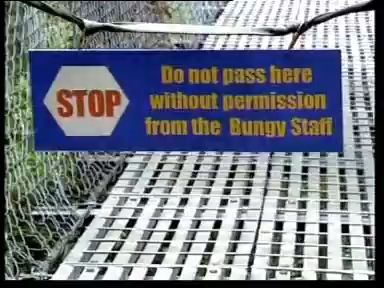 STOP
Do not pass here
without permission
from the Bungy Staff